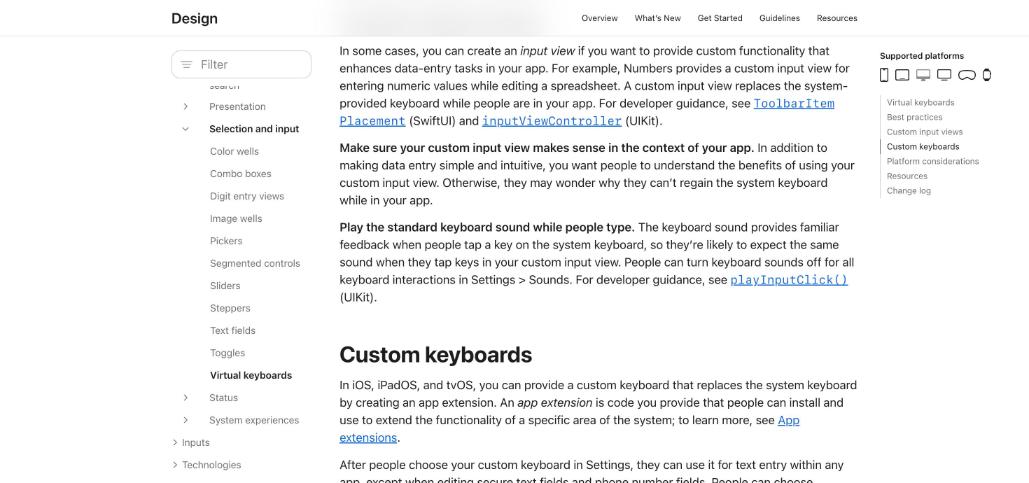 Design
Overview
What's New
Get Started
Guidelines
Resources
Filter
search
Presentation
Selection and input
Color wells
Combo boxes
Digit entry views
Image wells
Pickers
Segmented controls
Sliders
Steppers
Text fields
Toggles
Virtual keyboards
Status
System experiences
Inputs
Technologies
In some cases, you can create an input view if you want to provide custom functionality that
enhances data-entry tasks in your app. For example, Numbers provides a custom input view for
entering numeric values while editing a spreadsheet. A custom input view replaces the system-
provided keyboard while people are in your app. For developer guidance, see ToolbarItem
Placement (SwiftUI) and inputViewController (UIKit).
Make sure your custom input view makes sense in the context of your app. In addition to
making data entry simple and intuitive, you want people to understand the benefits of using your
custom input view. Otherwise, they may wonder why they can't regain the system keyboard
while in your app.
Play the standard keyboard sound while people type. The keyboard sound provides familiar
feedback when people tap a key on the system keyboard, so they're likely to expect the same
sound when they tap keys in your custom input view. People can turn keyboard sounds off for all
keyboard interactions in Settings > Sounds. For developer guidance, see playInputClick()
(UIKit).
Custom keyboards
In iOS, iPadOS, and tvOS, you can provide a custom keyboard that replaces the system keyboard
by creating an app extension. An app extension is code you provide that people can install and
use to extend the functionality of a specific area of the system; to learn more, see App
extensions.
After people choose your custom keyboard in Settings, they can use it for text entry within any
app, except when editing secure text fields and phone number fields. People can choose
Supported platforms
Virtual keyboards
Best practices
Custom input views
Custom keyboards
Platform considerations
Resources
Change log